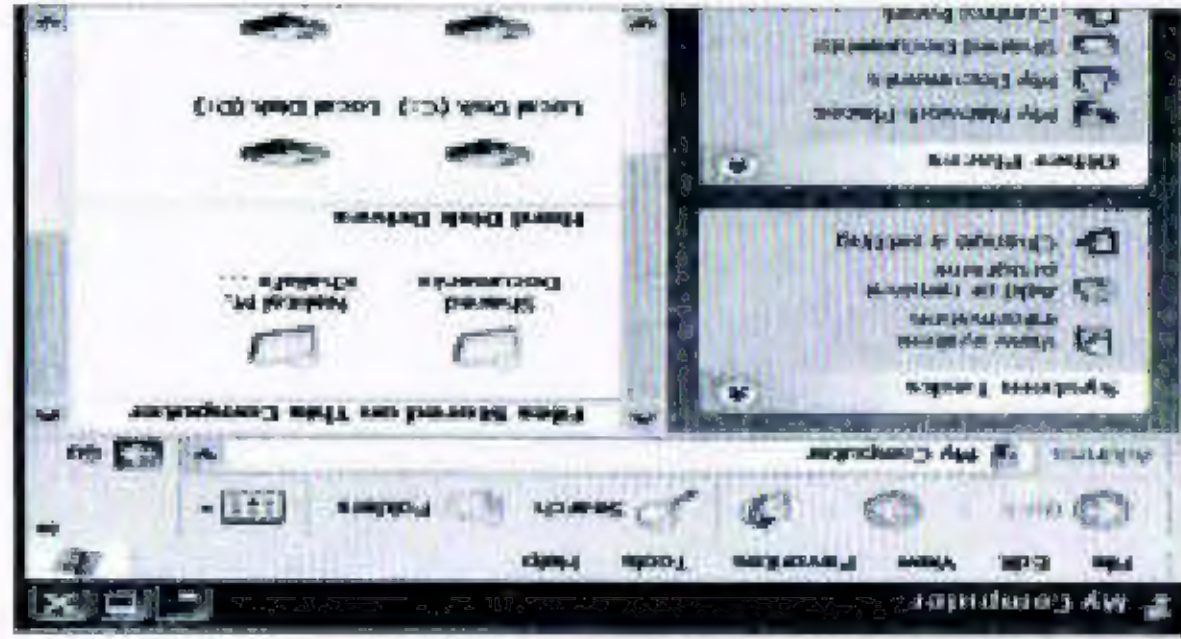 My Computer
File Edit View Favorites Tools Help
Back Search Folders
Address My Computer Go
System Tasks
View system
information
Add or remove
programs
Change a setting
Other Places
My Network Places
My Documents
Shared Documents
Control Panel
Files Stored on This Computer
Shared
Documents
Hard Disk Drives
Local Disk (C:) Local Disk (D:)